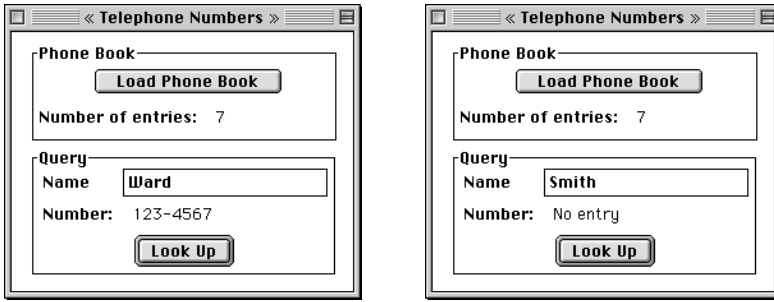 « Telephone Numbers »
Phone Book
Load Phone Book
Number of entries: 7
Query
Name Ward
Number: 123-4567
Look Up
« Telephone Numbers »
Phone Book
Load Phone Book
Number of entries: 7
Query
Name Smith
Number: No entry
Look Up